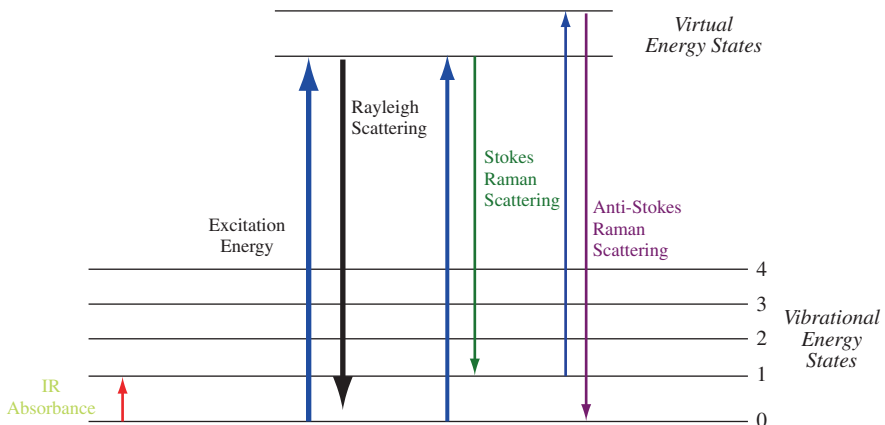 Virtual
Energy States
Rayleigh
Scattering
Stokes
Raman
Scattering
Excitation
Energy
Anti-Stokes
Raman
Scattering
4
3
2
1
0
Vibrational
Energy
States
IR
Absorbance